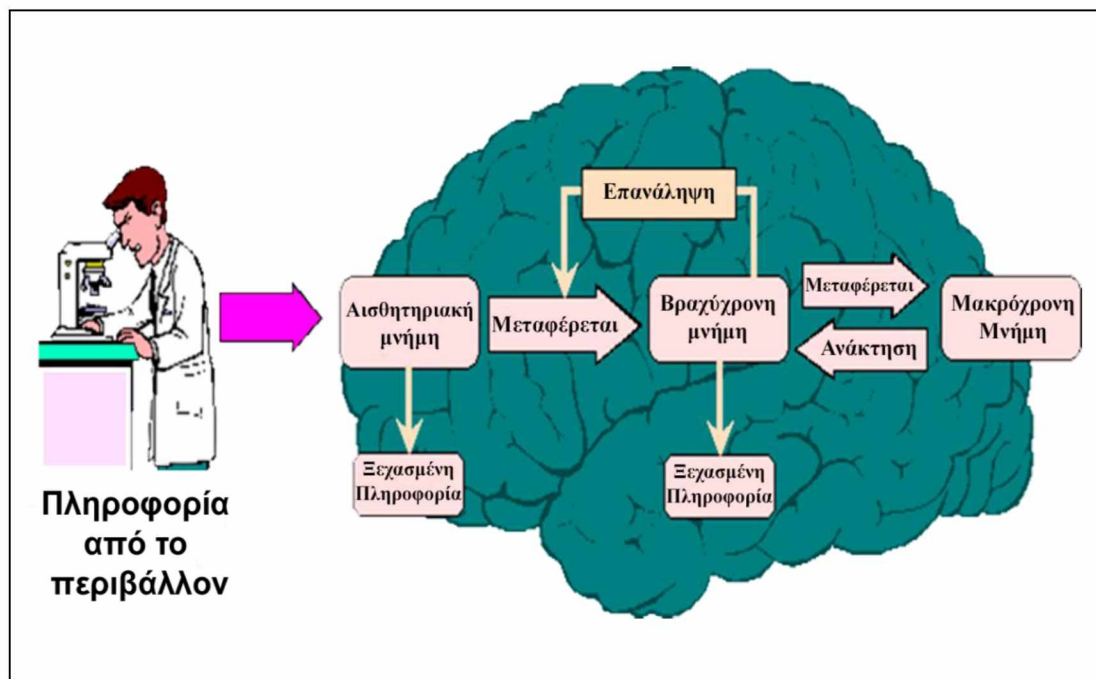 Επανάληψη
Αισθητηριακή
μνήμη
Μεταφέρεται
Βραχύχρονη
μνήμη
Μεταφέρεται
Ανάκτηση
Μακρόχρονη
Μνήμη
Ξεχασμένη
Πληροφορία
Ξεχασμένη
Πληροφορία
Πληροφορία
από το
περιβάλλον